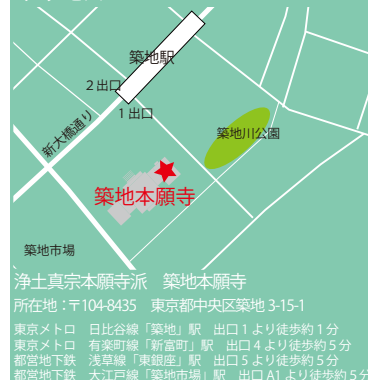 築地駅
2出口
1出口
新大橋通り
築地川公園
築地本願寺
築地市場
浄土真宗本願寺派　築地本願寺
所在地：〒104-8435　東京都中央区築地 3-15-1
東京メトロ　日比谷線「築地」駅　出口 1 より徒歩約 1 分
東京メトロ　有楽町線「新富町」駅　出口 4 より徒歩約 5 分
都営地下鉄　浅草線「東銀座」駅　出口 5 より徒歩約 5 分
都営地下鉄　大江戸線「築地市場」駅　出口 A1 より徒歩約 5 分